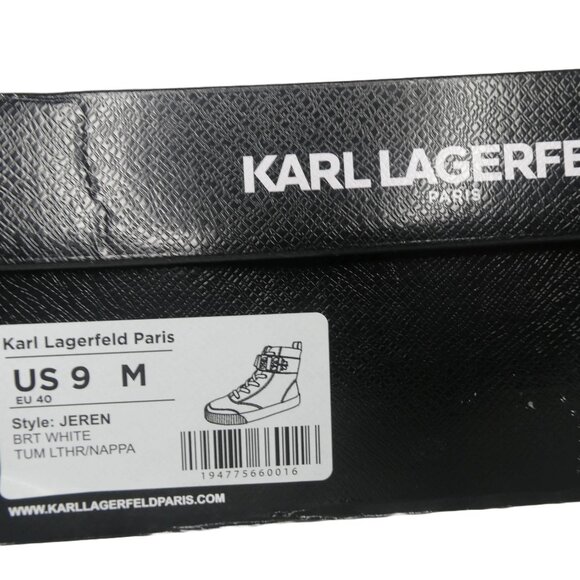 KARL LAGERFE
PARIS
Karl Lagerfeld Paris
US 9 M
EU 40
Style: JEREN
BRT WHITE
TUM LTHR/NAPPA
194775660016
WWW.KARLLAGERFELDPARIS.COM